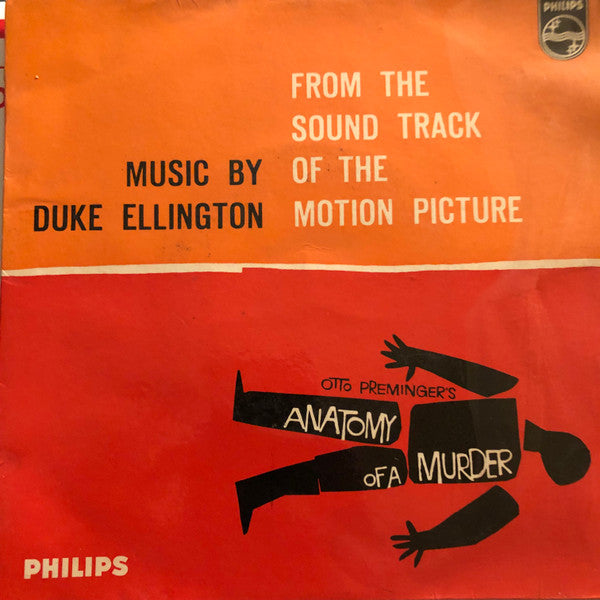 PHILIPS
FROM THE
SOUND TRACK
MUSIC BY OF THE
DUKE ELLINGTON MOTION PICTURE
OTTO PREMINGER'S
ANATOMY
OF A MURDER
PHILIPS